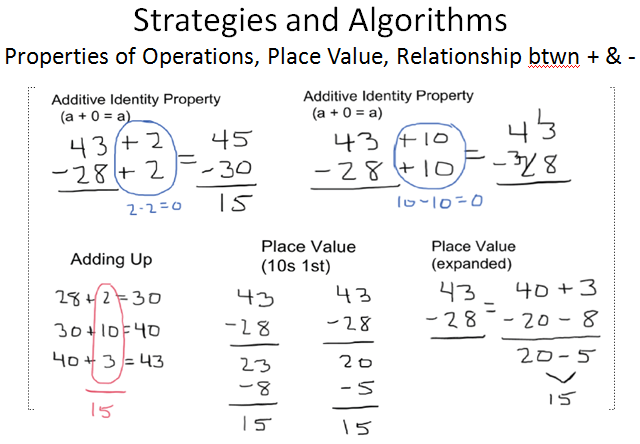 Strategies and Algorithms
Properties of Operations, Place Value, Relationship btwn + & -
Additive Identity Property
(a + 0 = a)
43 + 2 = 45
-28 + 2 -30
2-2=0 15
Additive Identity Property
(a + 0 = a)
43 +10 = 4 13
-28 +10 -328
10-10=0
Adding Up
28+2=30
30+10=40
40+3=43
15
Place Value
(10s 1st)
43 43
-28 -28
23 20
-8 -5
15 15
Place Value
(expanded)
43 = 40+3
-28 -20-8
20-5
15